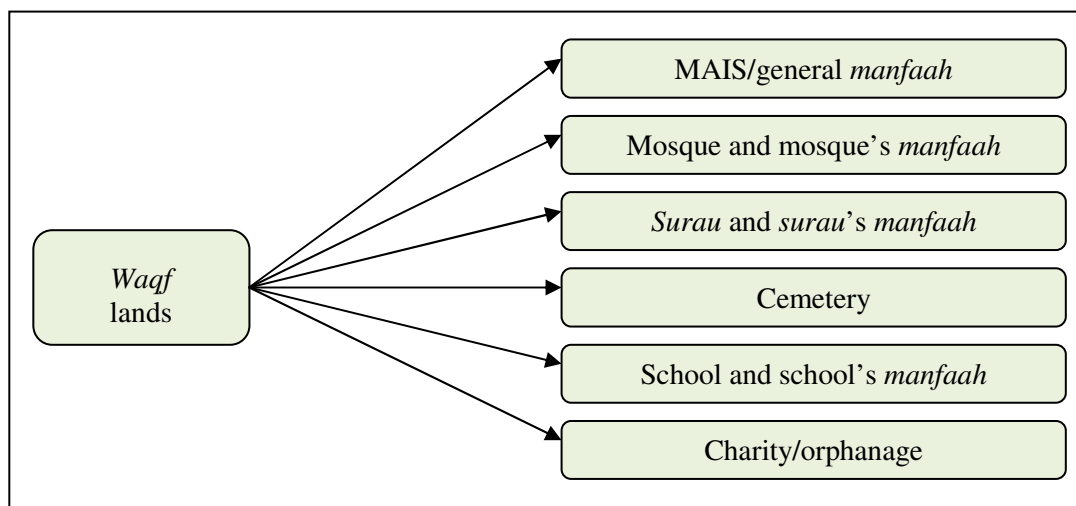 Waqf
lands
MAIS/general manfaah
Mosque and mosque’s manfaah
Surau and surau’s manfaah
Cemetery
School and school’s manfaah
Charity/orphanage